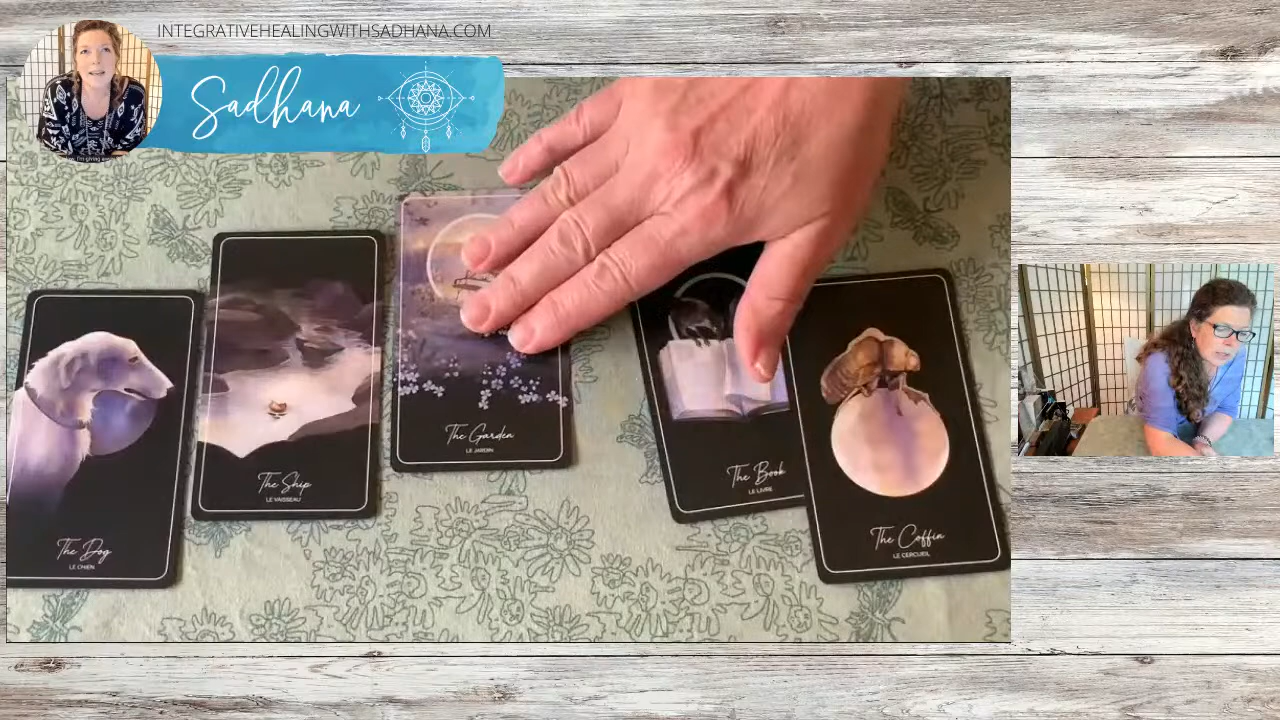 INTEGRATIVEHEALINGWITHSADHANA.COM
Sadhana
The Dog
LE CHIEN
The Ship
LE VAISSEAU
The Garden
LE JARDIN
The Book
LE LIVRE
The Coffin
LE CERCUEIL